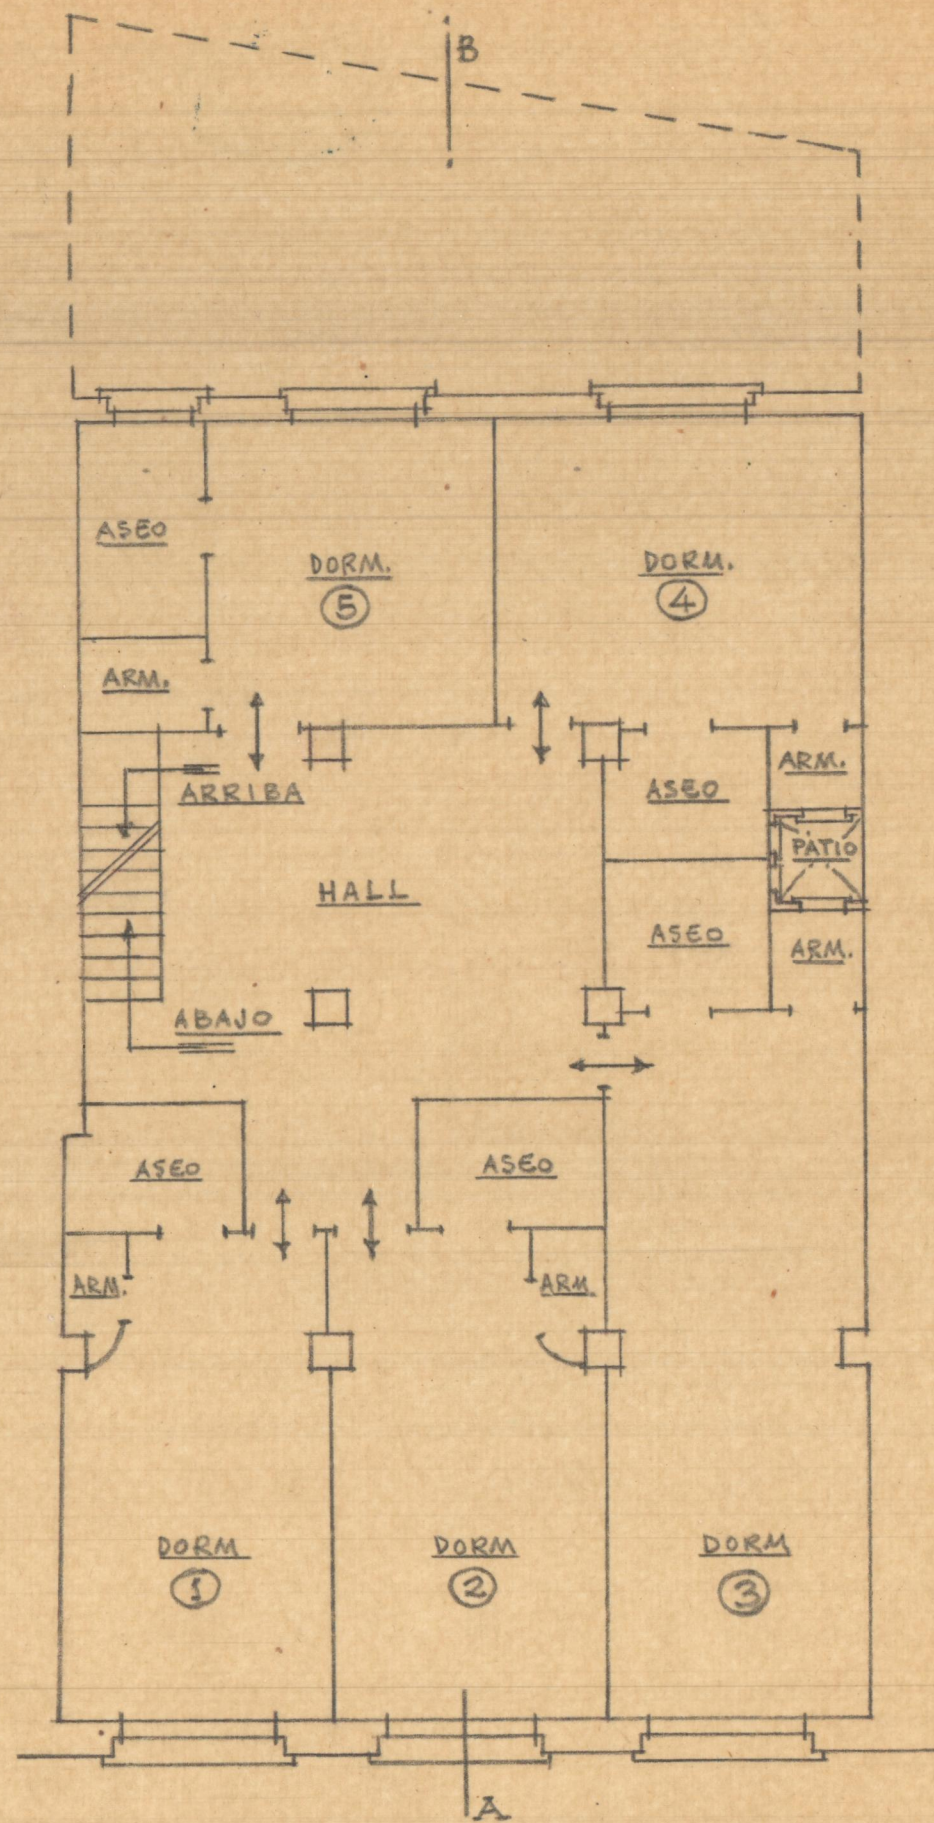 B
ASEO
DORM.
5
DORM.
4
ARM.
ARRIBA
ASEO
ARM.
PATIO
HALL
ASEO
ARM.
ABAJO
ASEO
ASEO
ARM.
ARM.
DORM
1
DORM
2
DORM
3
A